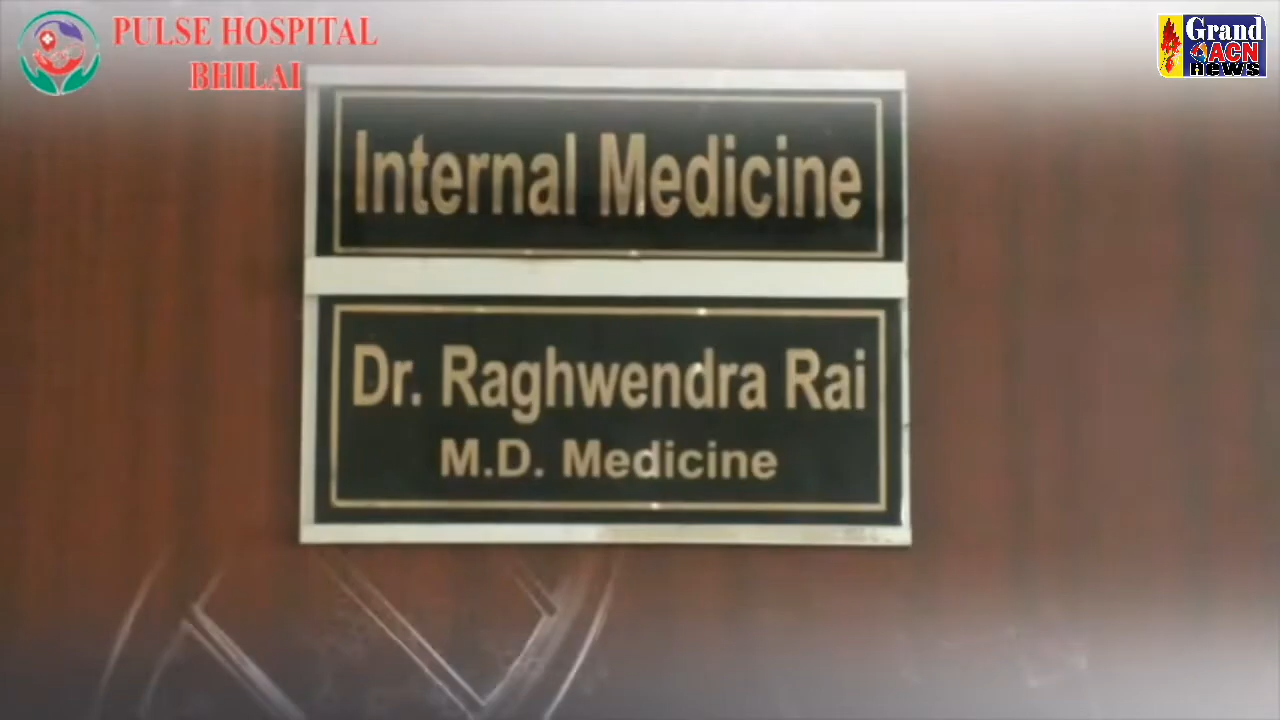 PULSE HOSPITAL
BHILAI
Grand
ACN
news
Internal Medicine
Dr. Raghwendra Rai
M.D. Medicine